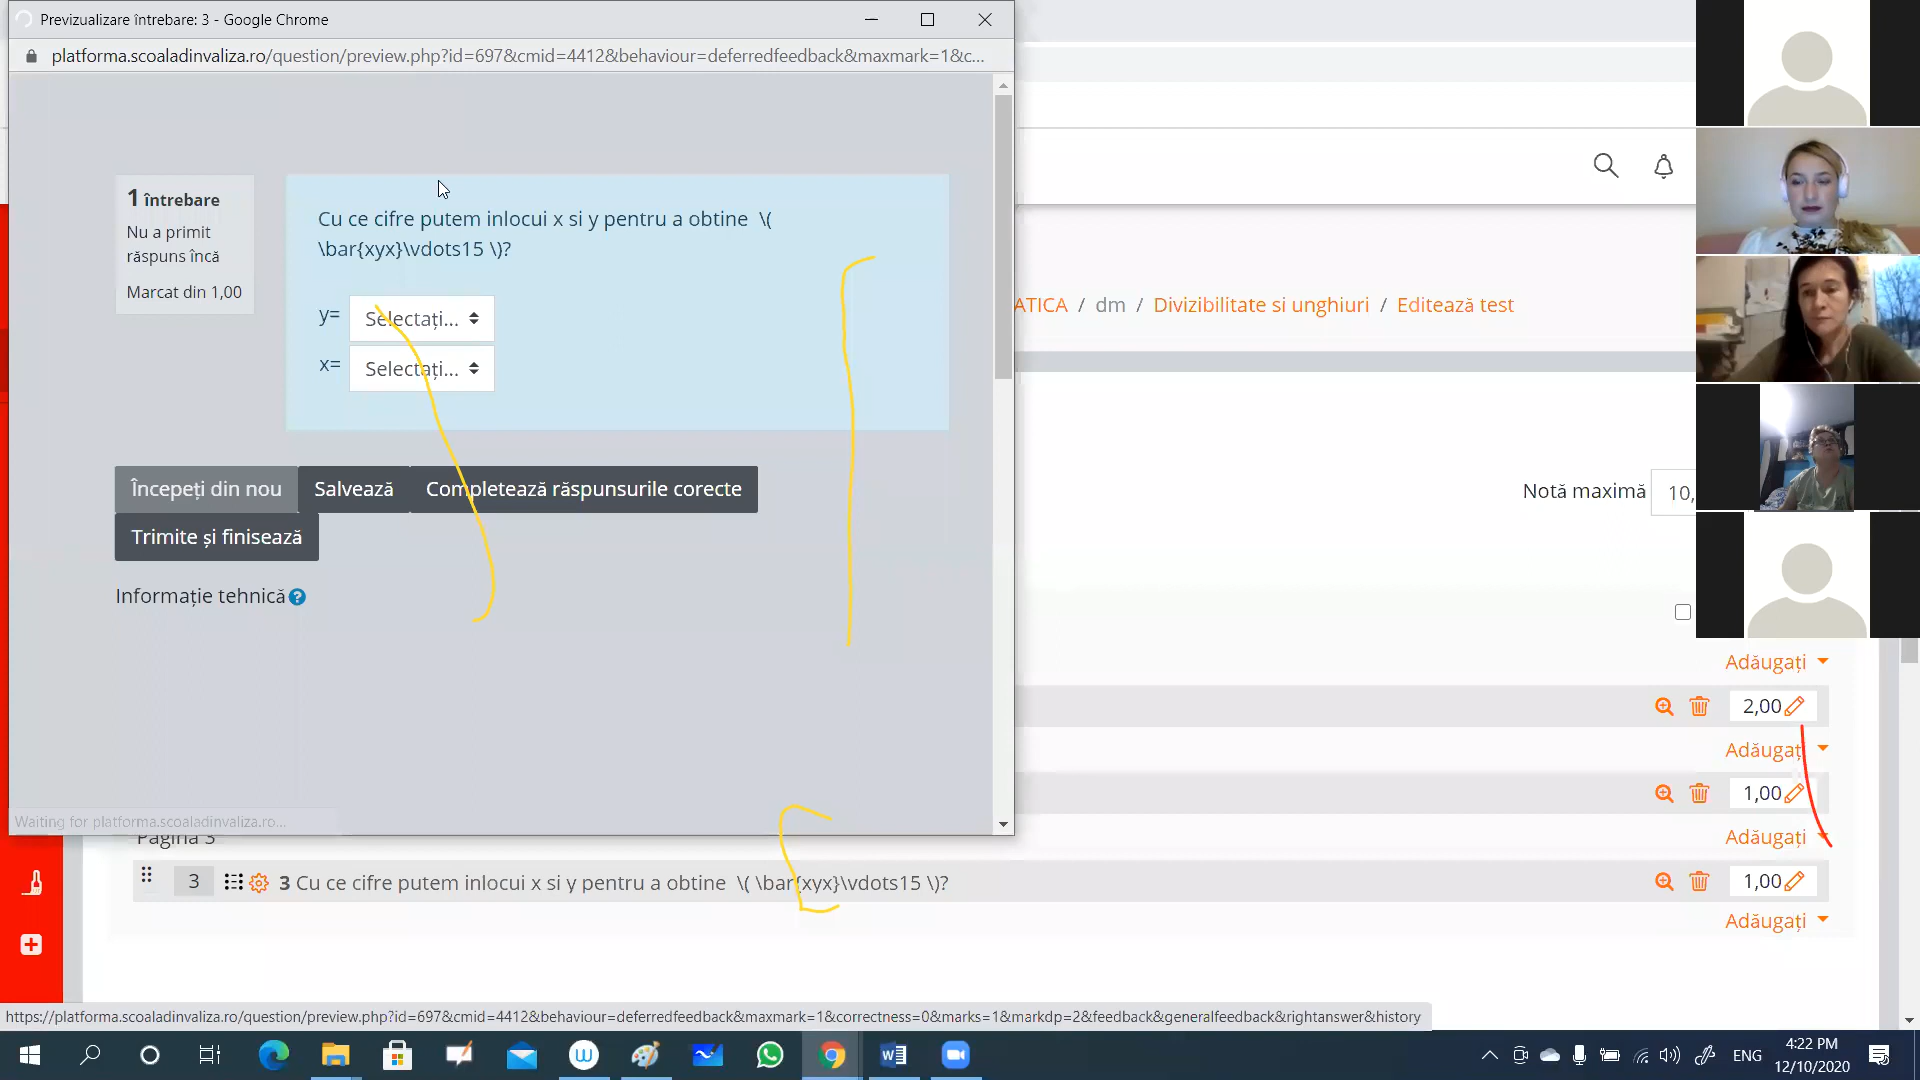 Previzualizare întrebare: 3 - Google Chrome
platforma.scoaladinvaliza.ro/question/preview.php?id=697&cmid=4412&behaviour=deferredfeedback&maxmark=1&c...
1 întrebare
Nu a primit
răspuns încă
Marcat din 1,00
Cu ce cifre putem inlocui x si y pentru a obtine \(
\bar{xyx}\vdots15 \)?
y= Selectați...
x= Selectați...
Începeți din nou
Salvează
Completează răspunsurile corecte
Trimite și finisează
Informație tehnică
Waiting for platforma.scoaladinvaliza.ro...
ATICA / dm / Divizibilitate si unghiuri / Editează test
Notă maximă 10,
Adăugați
2,00
Adăugați
1,00
Adăugați
Pagina 3
3 3 Cu ce cifre putem inlocui x si y pentru a obtine \( \bar{xyx}\vdots15 \)? 1,00
Adăugați
https://platforma.scoaladinvaliza.ro/question/preview.php?id=697&cmid=4412&behaviour=deferredfeedback&maxmark=1&correctness=0&marks=1&markdp=2&feedback&generalfeedback&rightanswer&history
ENG
4:22 PM
12/10/2020